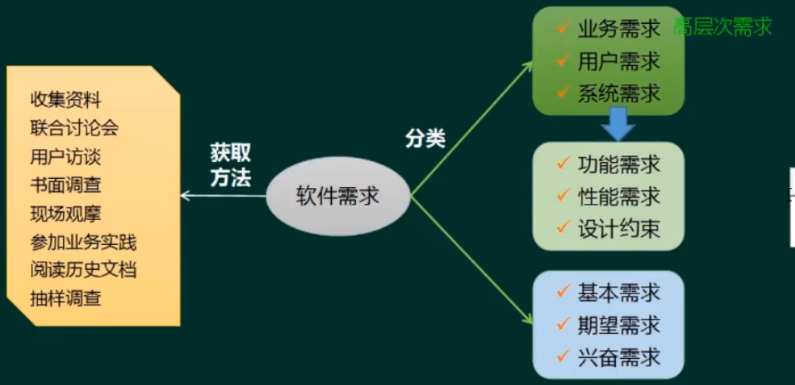 收集资料
联合讨论会
用户访谈
书面调查
现场观摩
参加业务实践
阅读历史文档
抽样调查
获取
方法
软件需求
分类
业务需求
高层次需求
用户需求
系统需求
功能需求
性能需求
设计约束
基本需求
期望需求
兴奋需求